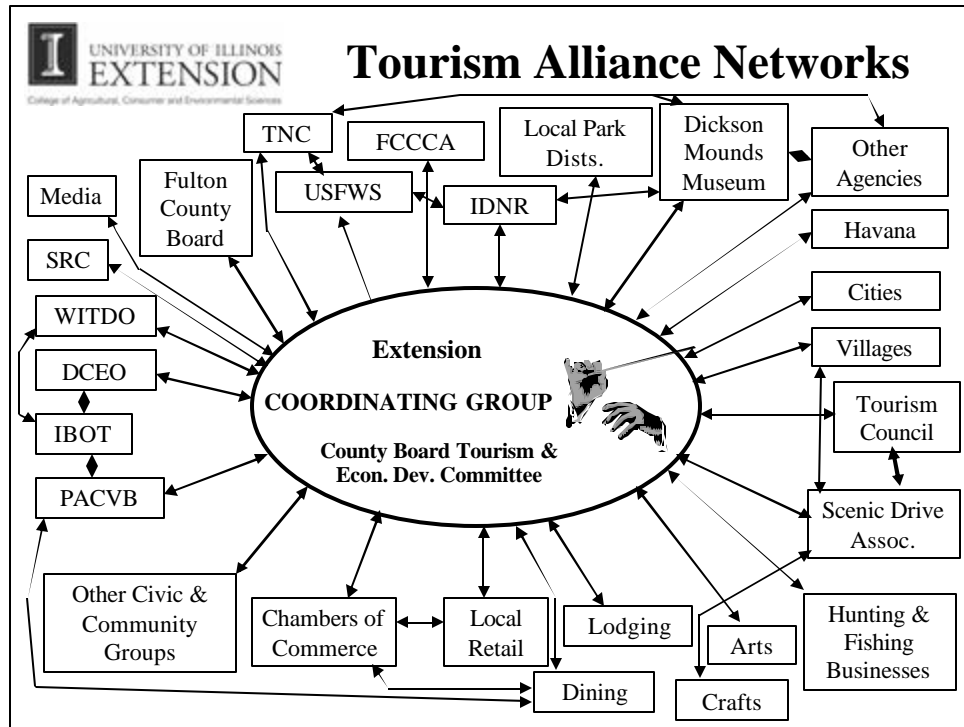 I
UNIVERSITY OF ILLINOIS
EXTENSION
College of Agricultural, Consumer and Environmental Sciences
Tourism Alliance Networks
TNC
FCCCA
Local Park
Dists.
Dickson
Mounds
Museum
Other
Agencies
Media
Fulton
County
Board
USFWS
IDNR
Havana
SRC
Cities
WITDO
Villages
DCEO
Tourism
Council
IBOT
PACVB
Scenic Drive
Assoc.
Extension
COORDINATING GROUP
County Board Tourism &
Econ. Dev. Committee
Other Civic &
Community
Groups
Chambers of
Commerce
Local
Retail
Lodging
Dining
Arts
Crafts
Hunting &
Fishing
Businesses